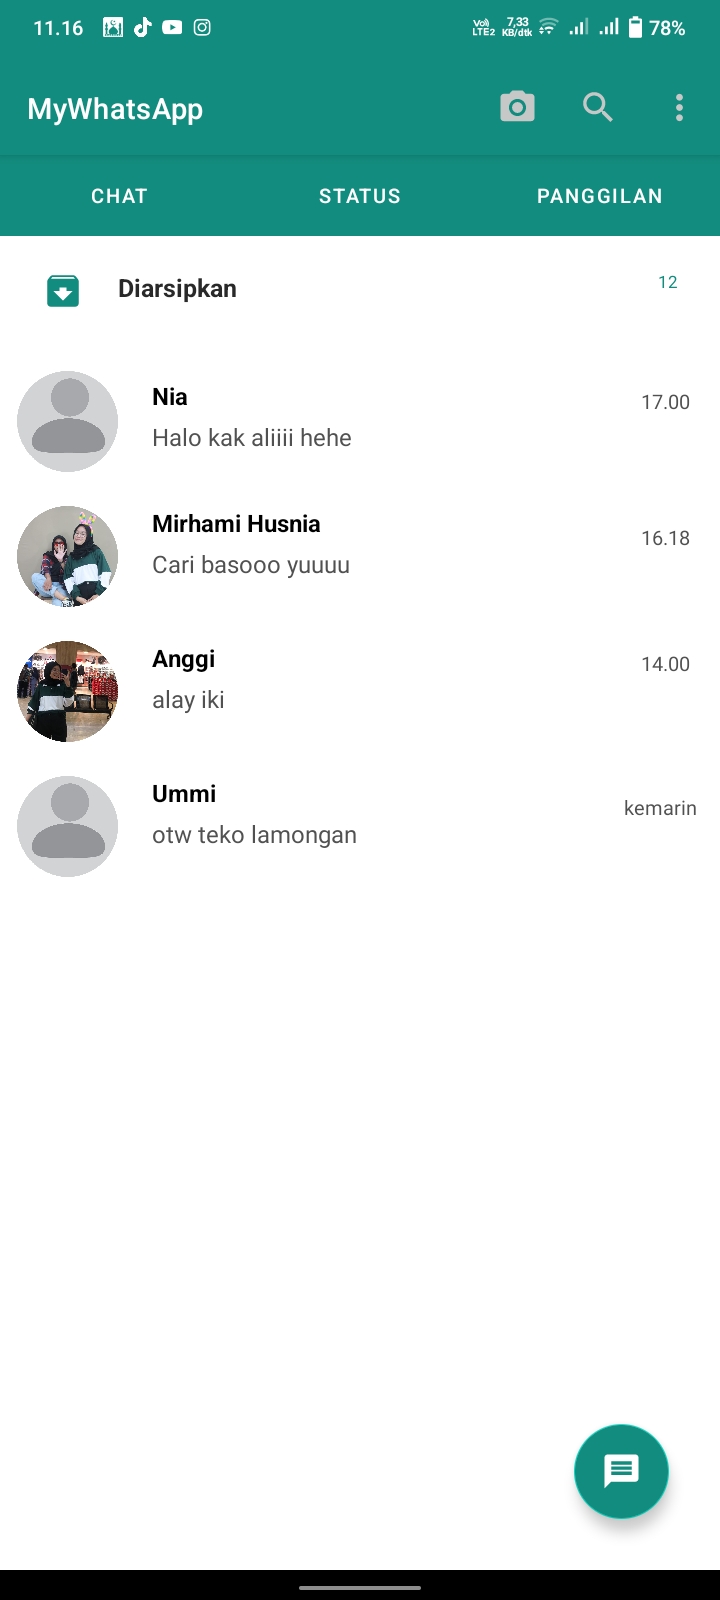 11.16 Vo) LTE2 7,33 KB/dtk 78%
MyWhatsApp
CHAT STATUS PANGGILAN
Diarsipkan 12
Nia 17.00
Halo kak aliiii hehe
Mirhami Husnia 16.18
Cari basooo yuuuu
Anggi 14.00
alay iki
Ummi kemarin
otw teko lamongan